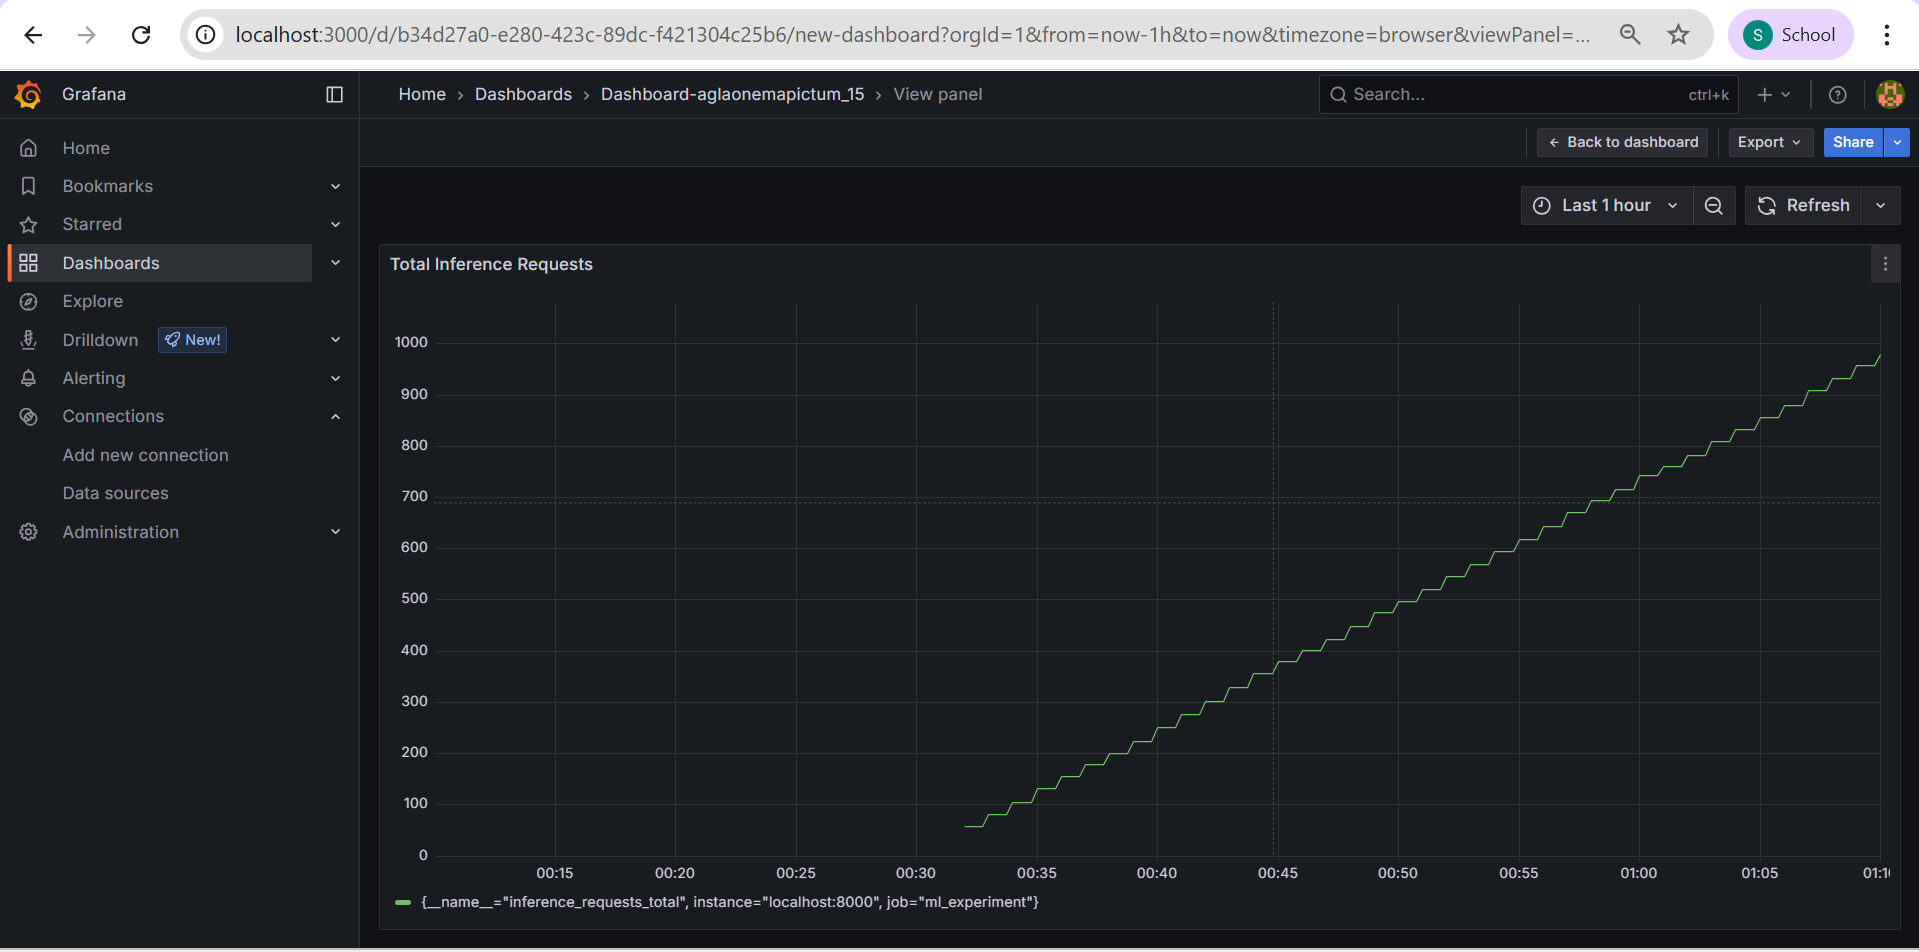 localhost:3000/d/b34d27a0-e280-423c-89dc-f421304c25b6/new-dashboard?orgId=1&from=now-1h&to=now&timezone=browser&viewPanel=...
S School
Grafana
Home › Dashboards › Dashboard-aglaonemapictum_15 › View panel
Search... ctrl+k
Back to dashboard
Export
Share
Home
Bookmarks
Starred
Dashboards
Explore
Drilldown New!
Alerting
Connections
Add new connection
Data sources
Administration
Last 1 hour
Refresh
Total Inference Requests
1000
900
800
700
600
500
400
300
200
100
0
00:15 00:20 00:25 00:30 00:35 00:40 00:45 00:50 00:55 01:00 01:05 01:1
{__name__="inference_requests_total", instance="localhost:8000", job="ml_experiment"}